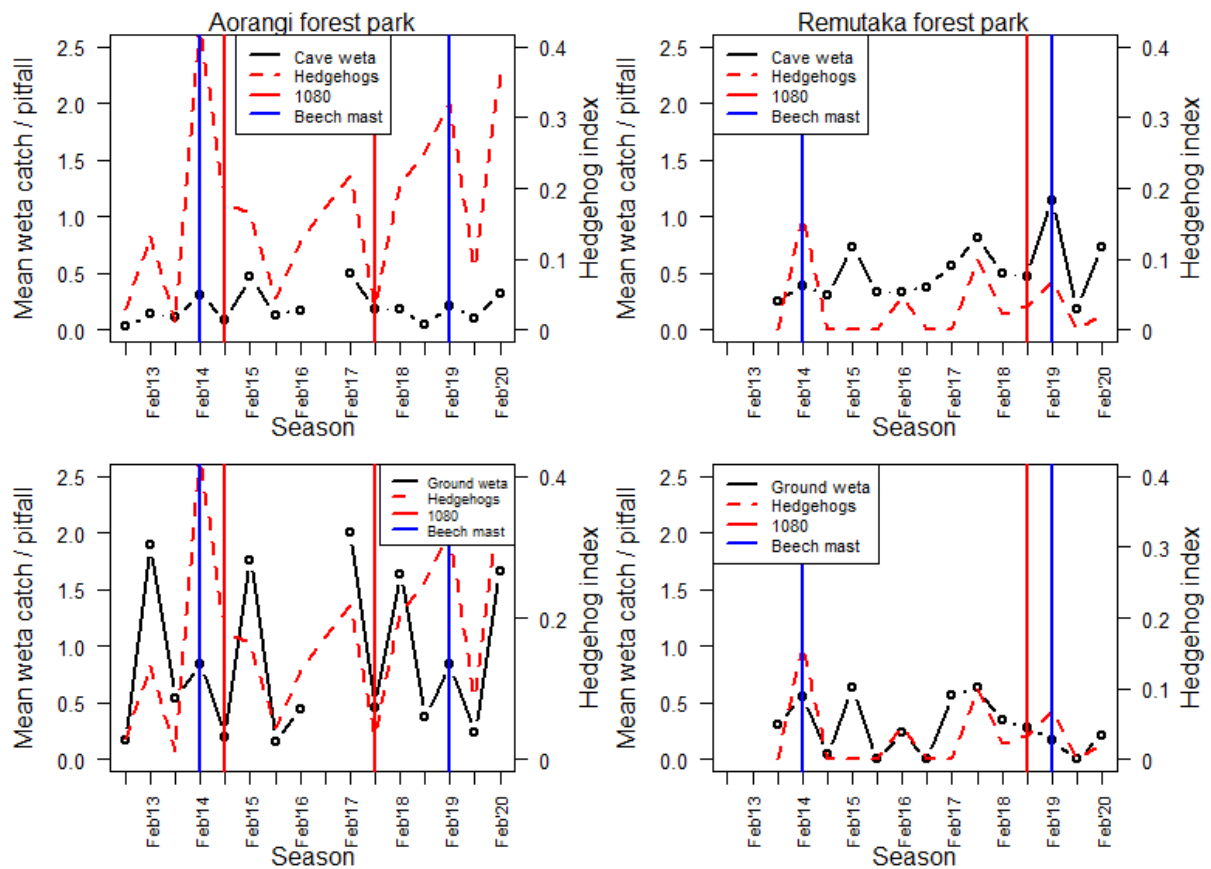 Aorangi forest park
Mean weta catch / pitfall
2.5
2.0
1.5
1.0
0.5
0.0
Cave weta
Hedgehogs
1080
Beech mast
0.4
0.3
0.2
0.1
0
Hedgehog index
Feb'13
Feb'14
Feb'15
Feb'16
Feb'17
Feb'18
Feb'19
Feb'20
Season
Remutaka forest park
Mean weta catch / pitfall
2.5
2.0
1.5
1.0
0.5
0.0
Cave weta
Hedgehogs
1080
Beech mast
0.4
0.3
0.2
0.1
0
Hedgehog index
Feb'13
Feb'14
Feb'15
Feb'16
Feb'17
Feb'18
Feb'19
Feb'20
Season
Mean weta catch / pitfall
2.5
2.0
1.5
1.0
0.5
0.0
Ground weta
Hedgehogs
1080
Beech mast
0.4
0.3
0.2
0.1
0
Hedgehog index
Feb'13
Feb'14
Feb'15
Feb'16
Feb'17
Feb'18
Feb'19
Feb'20
Season
Mean weta catch / pitfall
2.5
2.0
1.5
1.0
0.5
0.0
Ground weta
Hedgehogs
1080
Beech mast
0.4
0.3
0.2
0.1
0
Hedgehog index
Feb'13
Feb'14
Feb'15
Feb'16
Feb'17
Feb'18
Feb'19
Feb'20
Season